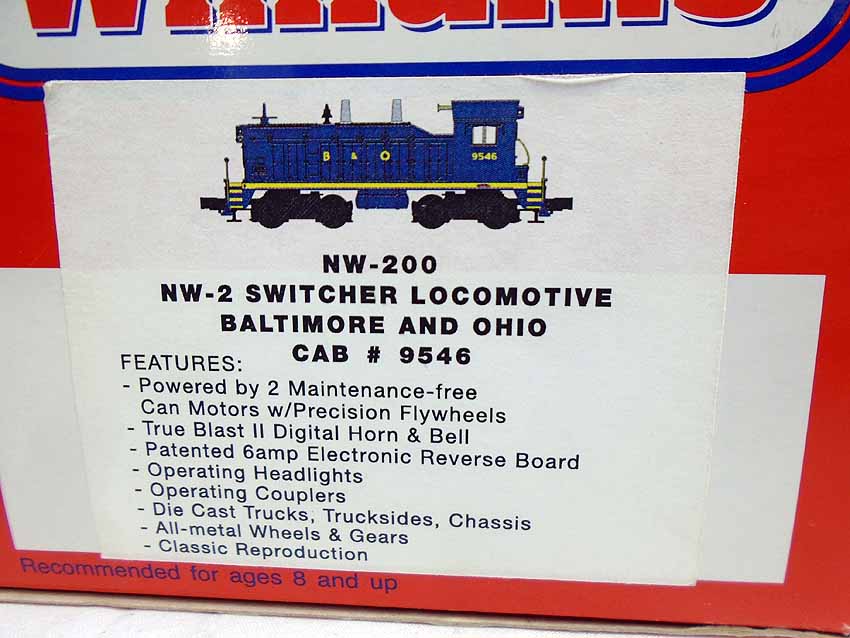 Williams
B & O
9546
NW-200
NW-2 SWITCHER LOCOMOTIVE
BALTIMORE AND OHIO
CAB # 9546
FEATURES:
- Powered by 2 Maintenance-free
Can Motors w/Precision Flywheels
- True Blast II Digital Horn & Bell
- Patented 6amp Electronic Reverse Board
- Operating Headlights
- Operating Couplers
- Die Cast Trucks, Trucksides, Chassis
- All-metal Wheels & Gears
- Classic Reproduction
Recommended for ages 8 and up